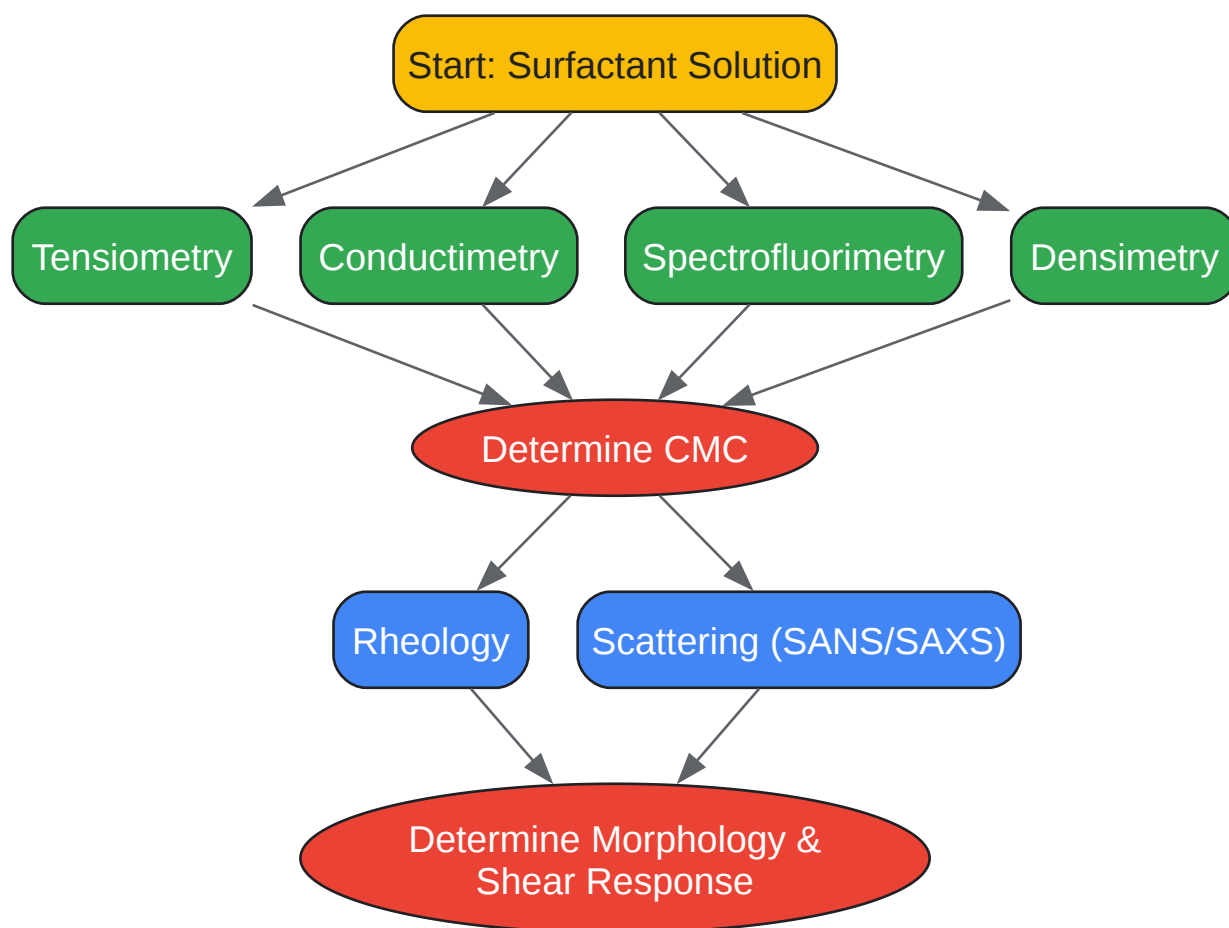 Start: Surfactant Solution
Tensiometry
Conductimetry
Spectrofluorimetry
Densimetry
Determine CMC
Rheology
Scattering (SANS/SAXS)
Determine Morphology &
Shear Response